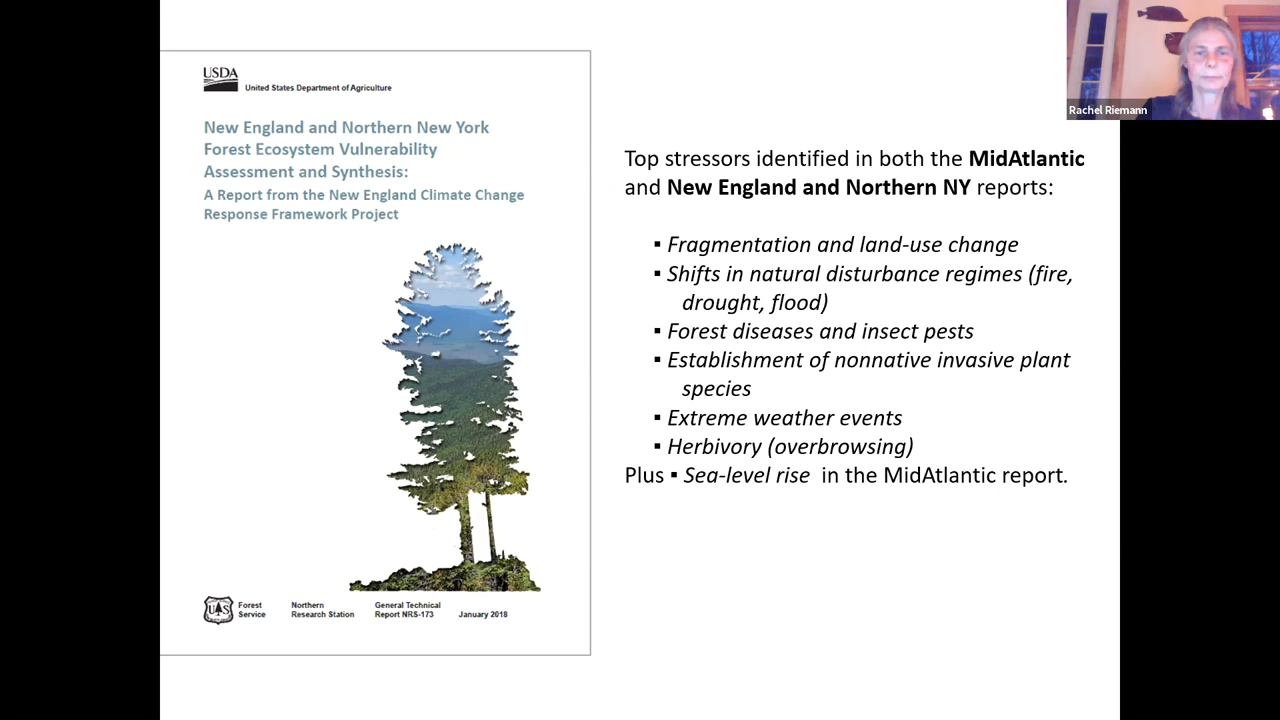 USDA
United States Department of Agriculture
New England and Northern New York
Forest Ecosystem Vulnerability
Assessment and Synthesis:
A Report from the New England Climate Change
Response Framework Project
Forest
Service
Northern
Research Station
General Technical
Report NRS-173
January 2018
U S
Top stressors identified in both the MidAtlantic
and New England and Northern NY reports:
▪ Fragmentation and land-use change
▪ Shifts in natural disturbance regimes (fire,
drought, flood)
▪ Forest diseases and insect pests
▪ Establishment of nonnative invasive plant
species
▪ Extreme weather events
▪ Herbivory (overbrowsing)
Plus ▪ Sea-level rise in the MidAtlantic report.
Rachel Riemann